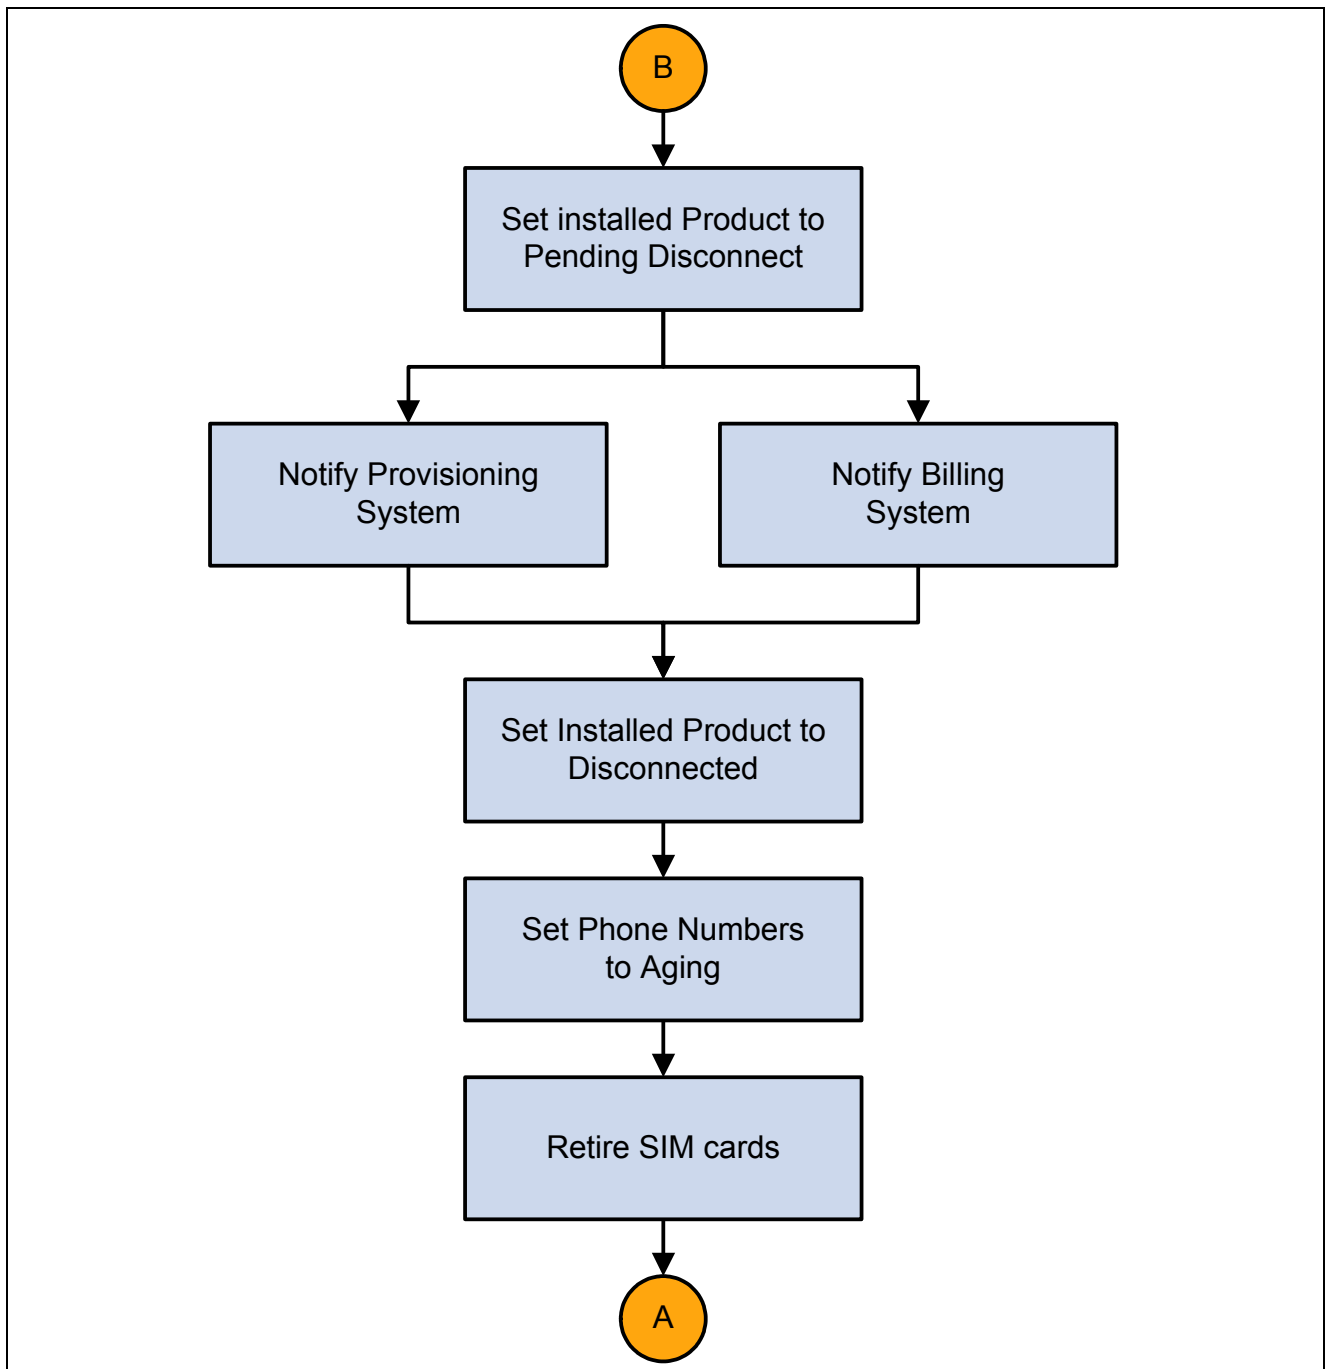 B
Set installed Product to
Pending Disconnect
Notify Provisioning
System
Notify Billing
System
Set Installed Product to
Disconnected
Set Phone Numbers
to Aging
Retire SIM cards
A